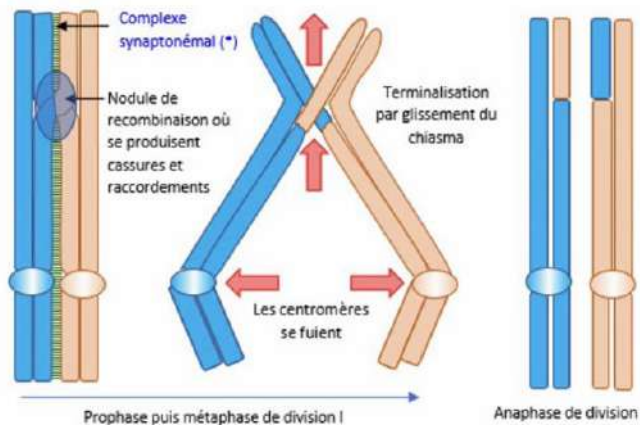 Complexe
synaptonémal (*)
Nodule de
recombinaison où
se produisent
cassures et
raccordements
Terminalisation
par glissement du
chiasma
Les centromères
se fuient
Prophase puis métaphase de division I
Anaphase de division